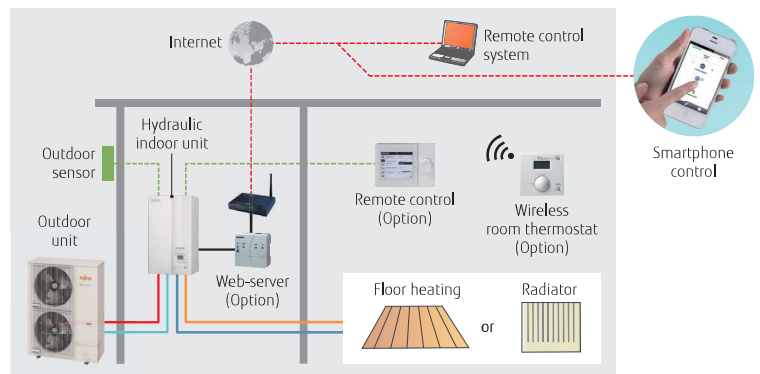 Internet
Remote control
system
Smartphone
control
Hydraulic
indoor unit
Outdoor
sensor
Remote control
(Option)
Wireless
room thermostat
(Option)
Outdoor
unit
Web-server
(Option)
Floor heating
or
Radiator